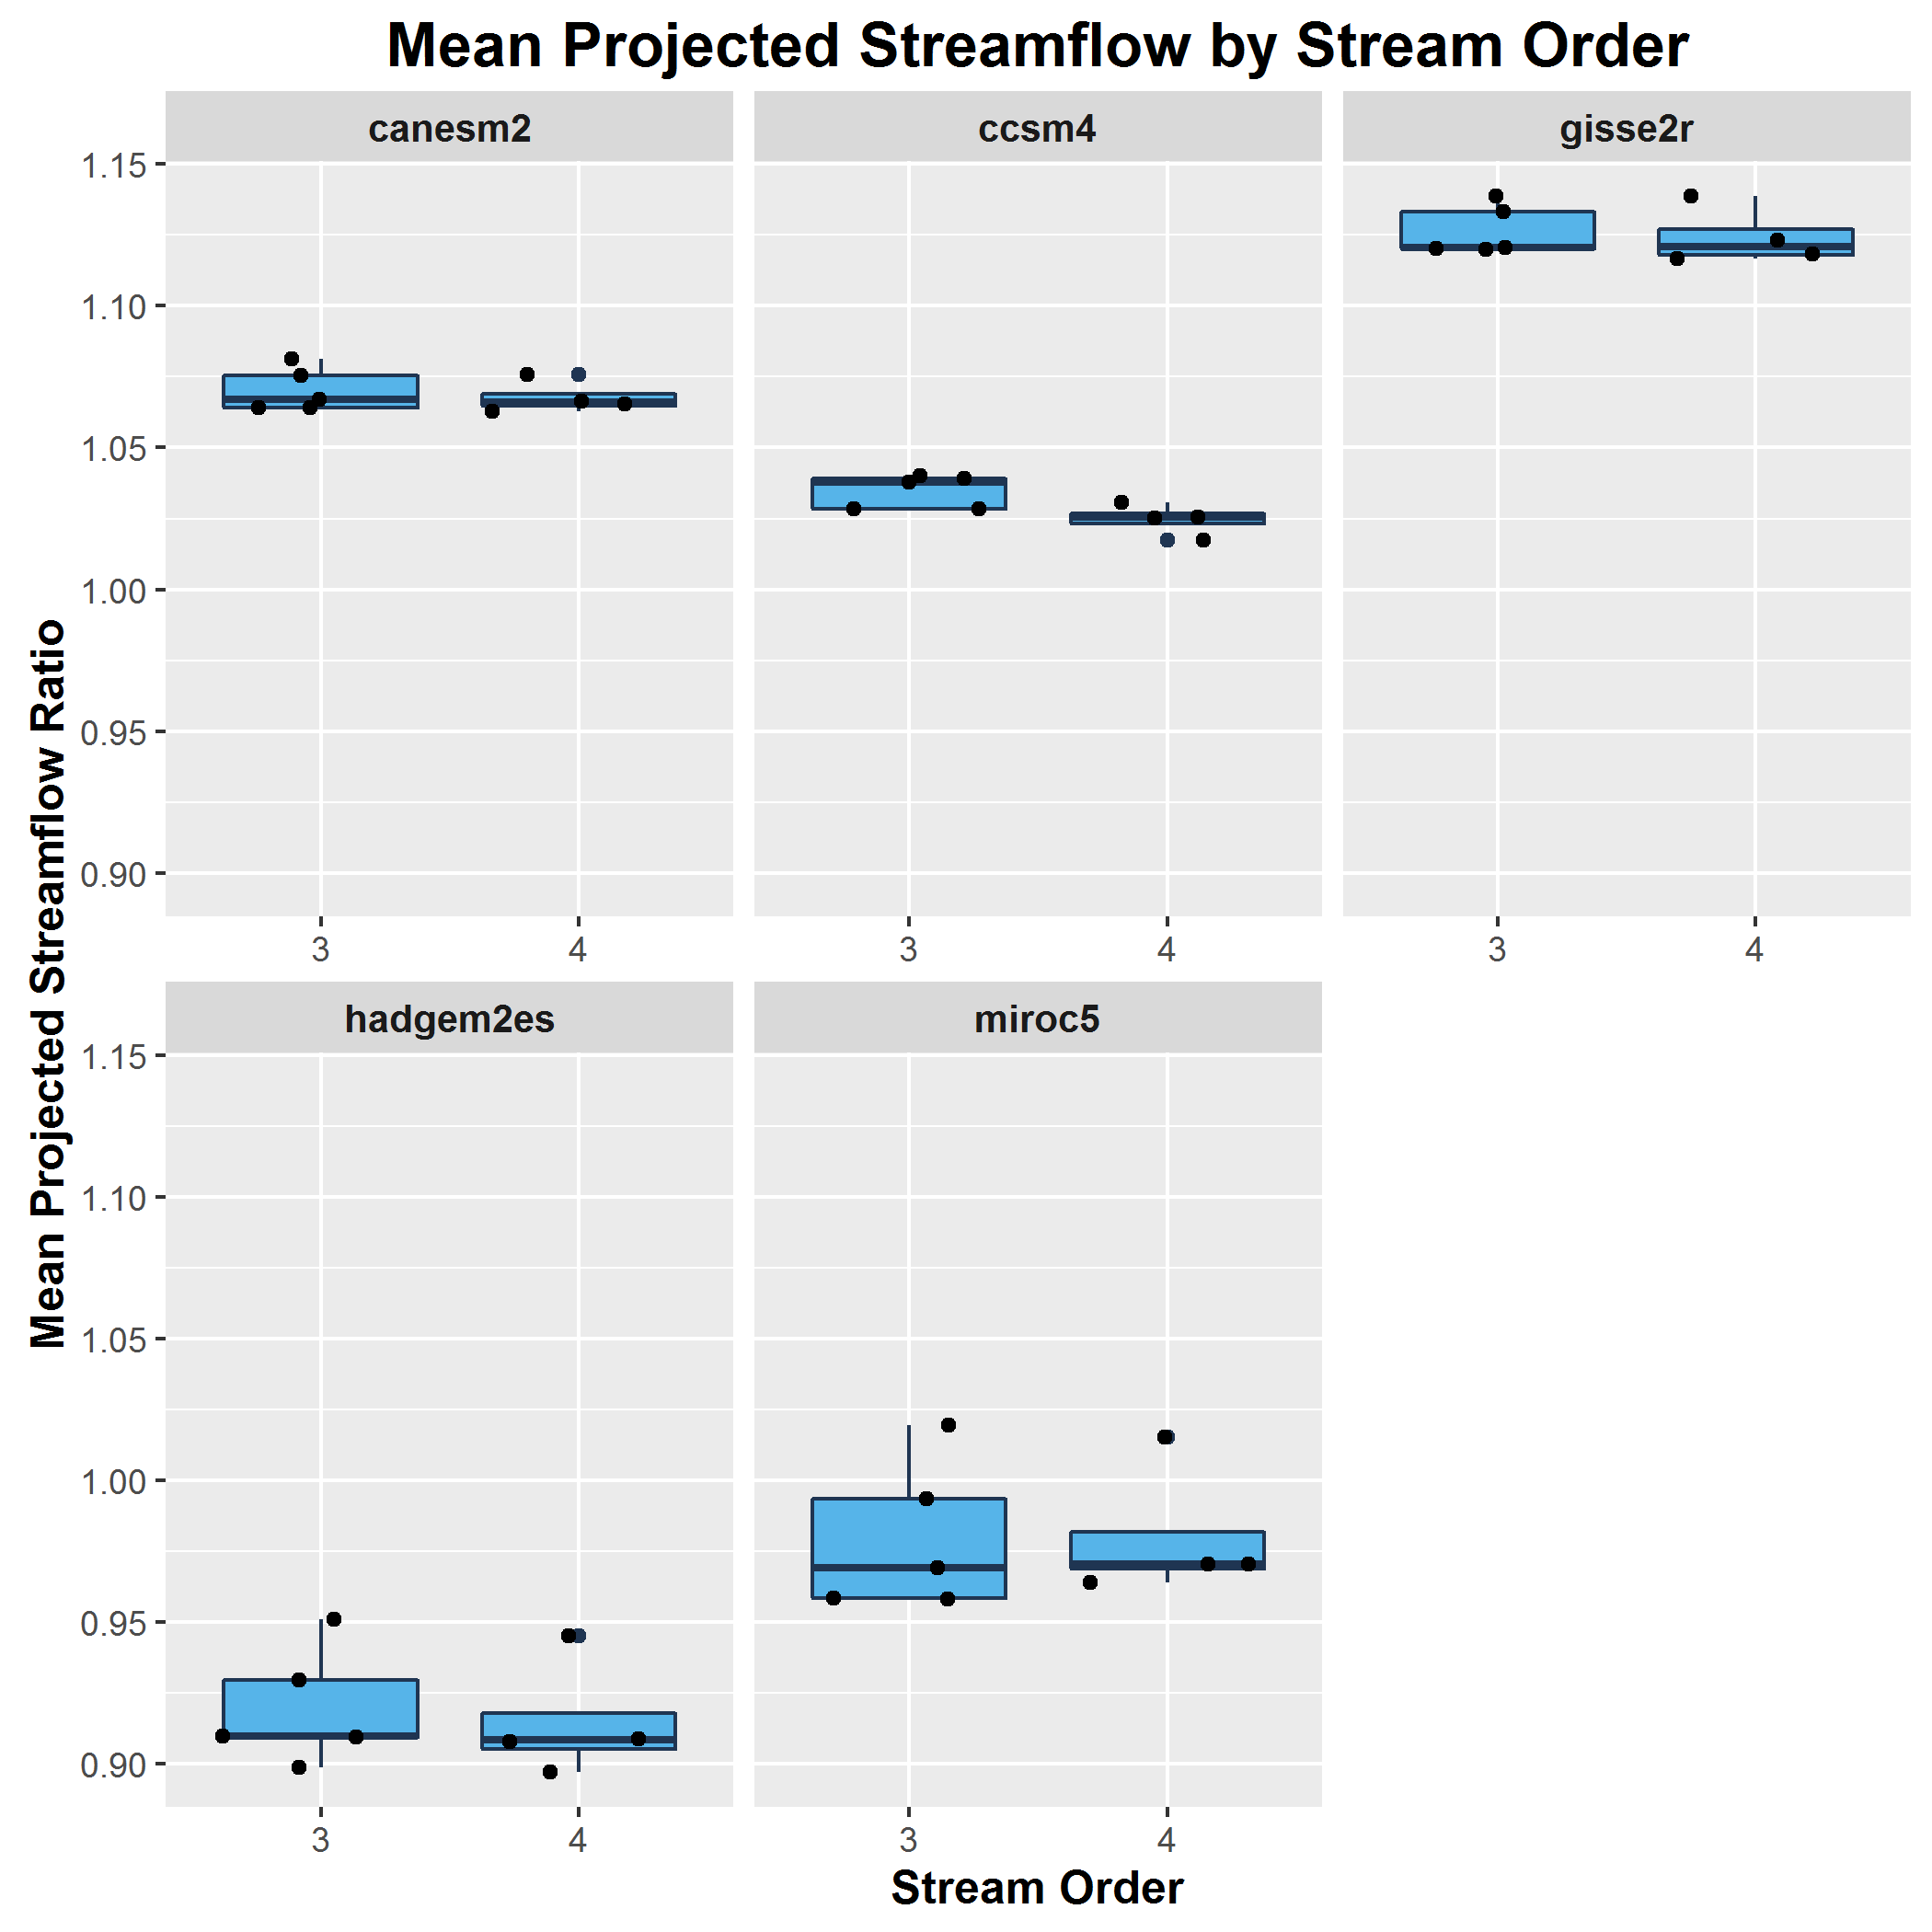 Mean Projected Streamflow by Stream Order
canesm2
ccsm4
gisse2r
1.15
1.10
1.05
1.00
0.95
0.90
3
4
3
4
3
4
Mean Projected Streamflow Ratio
hadgem2es
miroc5
1.15
1.10
1.05
1.00
0.95
0.90
3
4
3
4
Stream Order